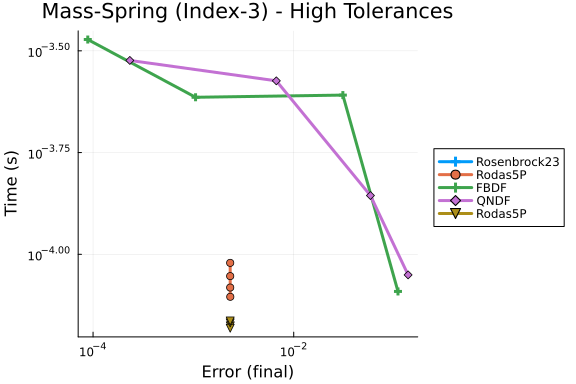 Mass-Spring (Index-3) - High Tolerances
10^-3.50
10^-3.75
10^-4.00
Time (s)
10^-4
10^-2
Error (final)
Rosenbrock23
Rodas5P
FBDF
QNDF
Rodas5P